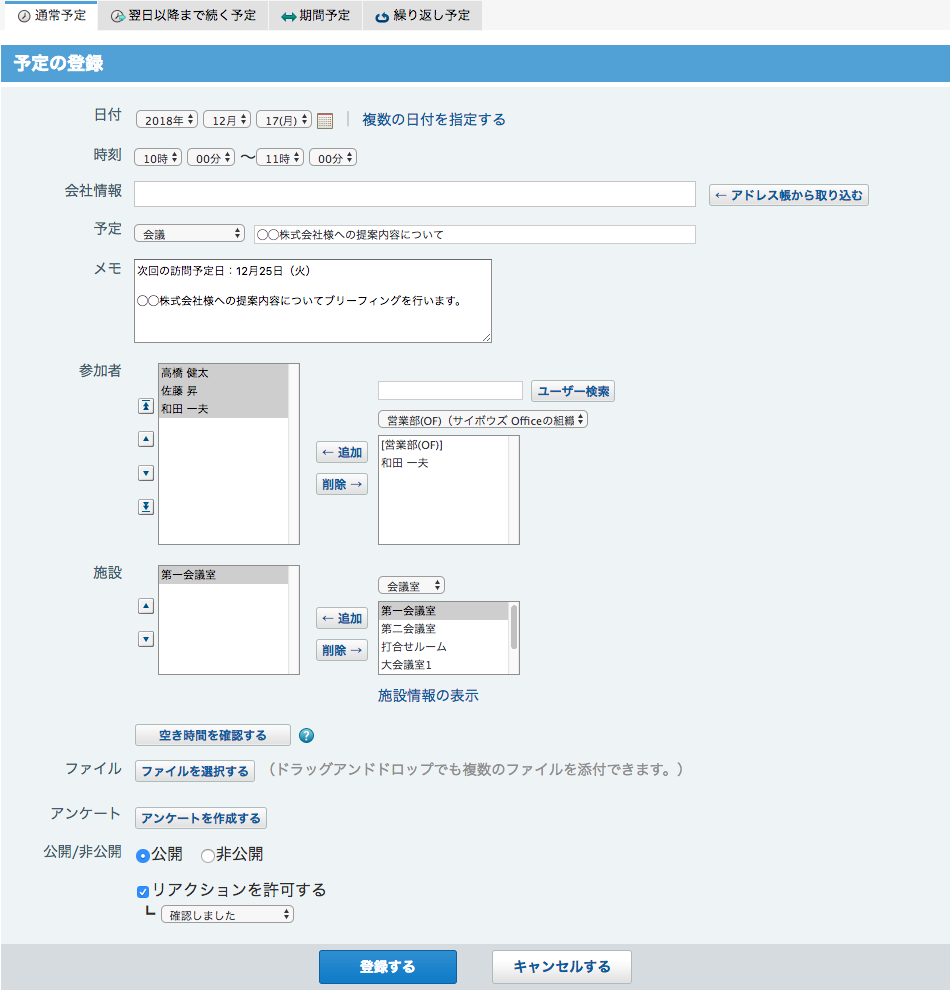 通常予定 翌日以降まで続く予定 期間予定 繰り返し予定
予定の登録
日付 2018年 12月 17(月) 複数の日付を指定する
時刻 10時 00分 〜 11時 00分
会社情報 ← アドレス帳から取り込む
予定 会議 ◯◯株式会社様への提案内容について
メモ 次回の訪問予定日：12月25日（火）
◯◯株式会社様への提案内容についてブリーフィングを行います。
参加者 高橋 健太
佐藤 昇
和田 一夫
ユーザー検索
営業部(OF)（サイボウズ Officeの組織
[営業部(OF)]
和田 一夫
← 追加
削除 →
施設 第一会議室
会議室
← 追加
削除 →
第一会議室
第二会議室
打合せルーム
大会議室1
施設情報の表示
空き時間を確認する ?
ファイル ファイルを選択する （ドラッグアンドドロップでも複数のファイルを添付できます。）
アンケート アンケートを作成する
公開/非公開 公開 非公開
リアクションを許可する
確認しました
登録する キャンセルする